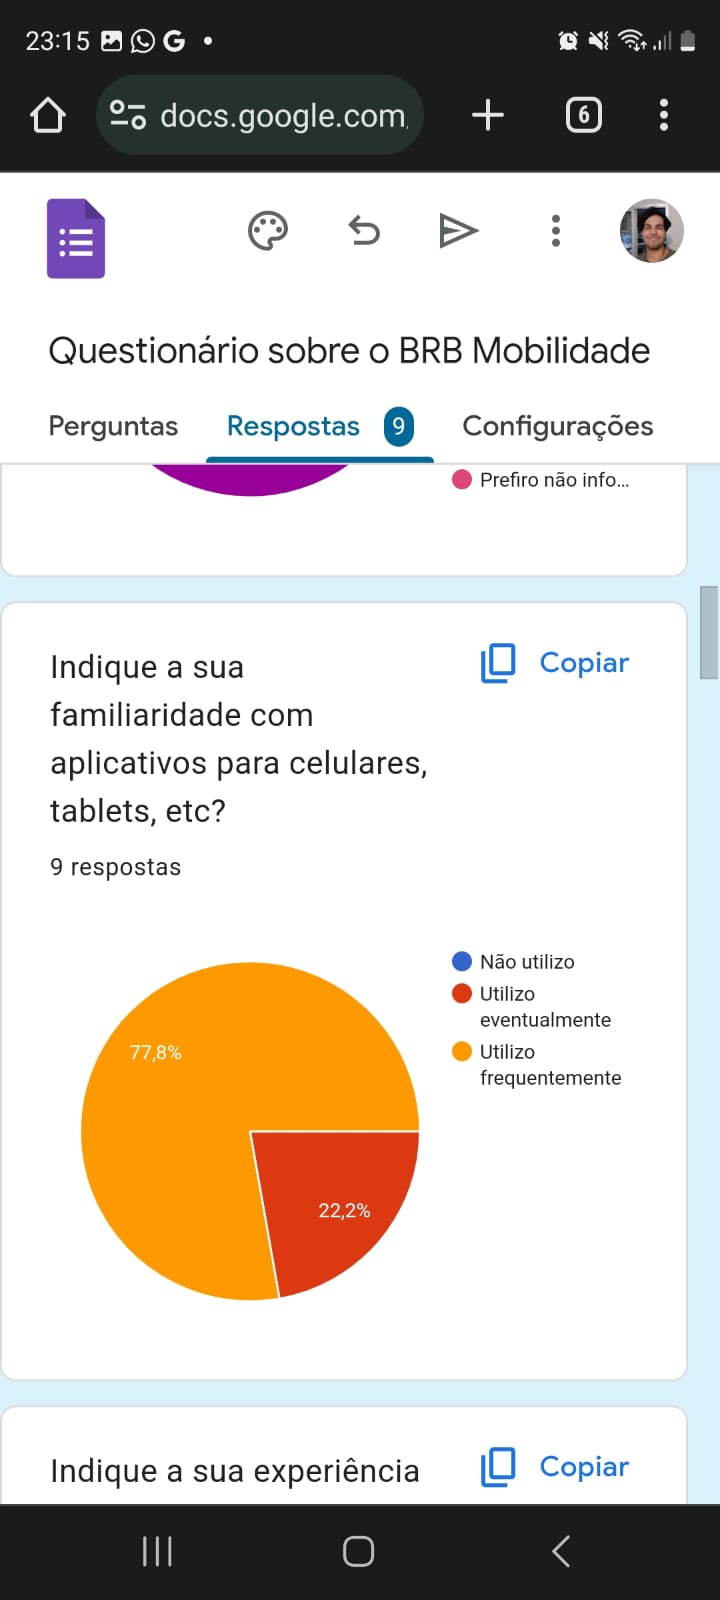 23:15
docs.google.com
6
Questionário sobre o BRB Mobilidade
Perguntas
Respostas
9
Configurações
Prefiro não info...
Indique a sua
familiaridade com
aplicativos para celulares,
tablets, etc?
Copiar
9 respostas
Não utilizo
Utilizo
eventualmente
Utilizo
frequentemente
77,8%
22,2%
Indique a sua experiência
Copiar